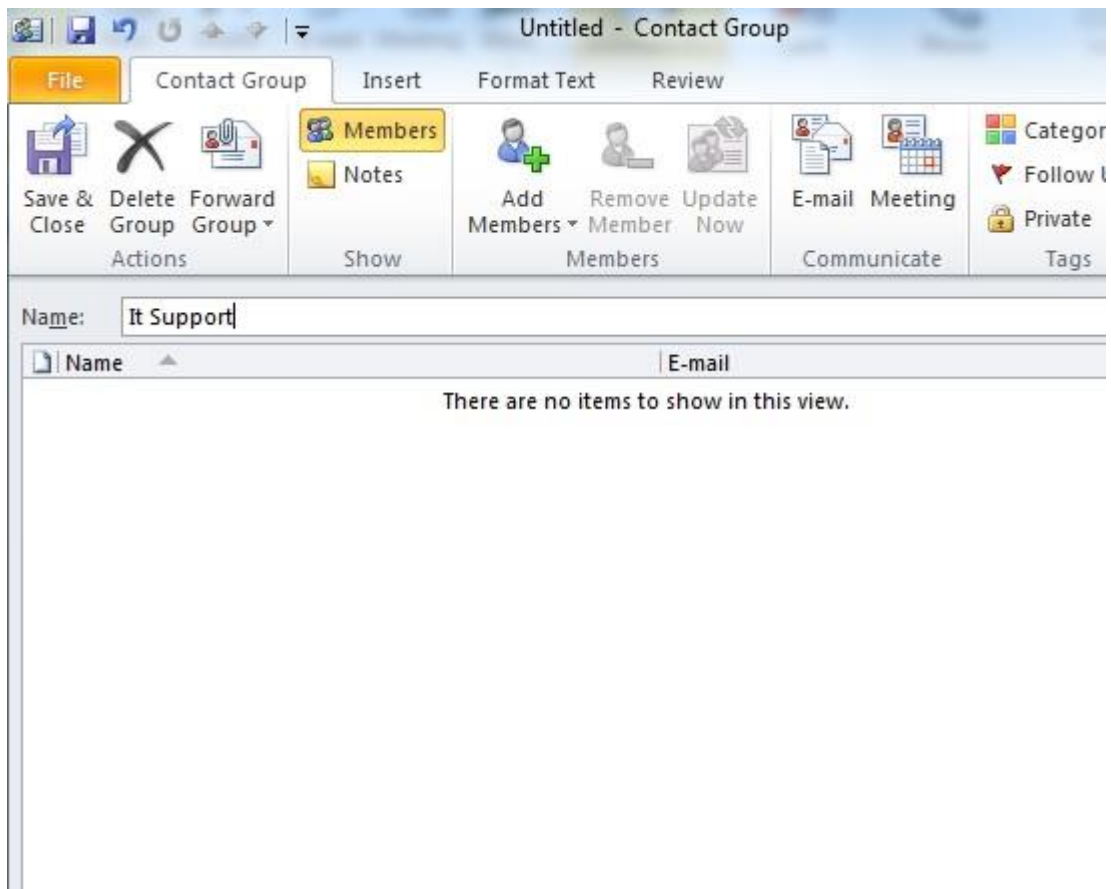 Untitled - Contact Group
File Contact Group Insert Format Text Review
Members
Notes
Save & Close
Delete Group
Forward Group
Add Members
Remove Member
Update Now
E-mail
Meeting
Categor
Follow U
Private
Actions Show Members Communicate Tags
Name: It Support
Name E-mail
There are no items to show in this view.